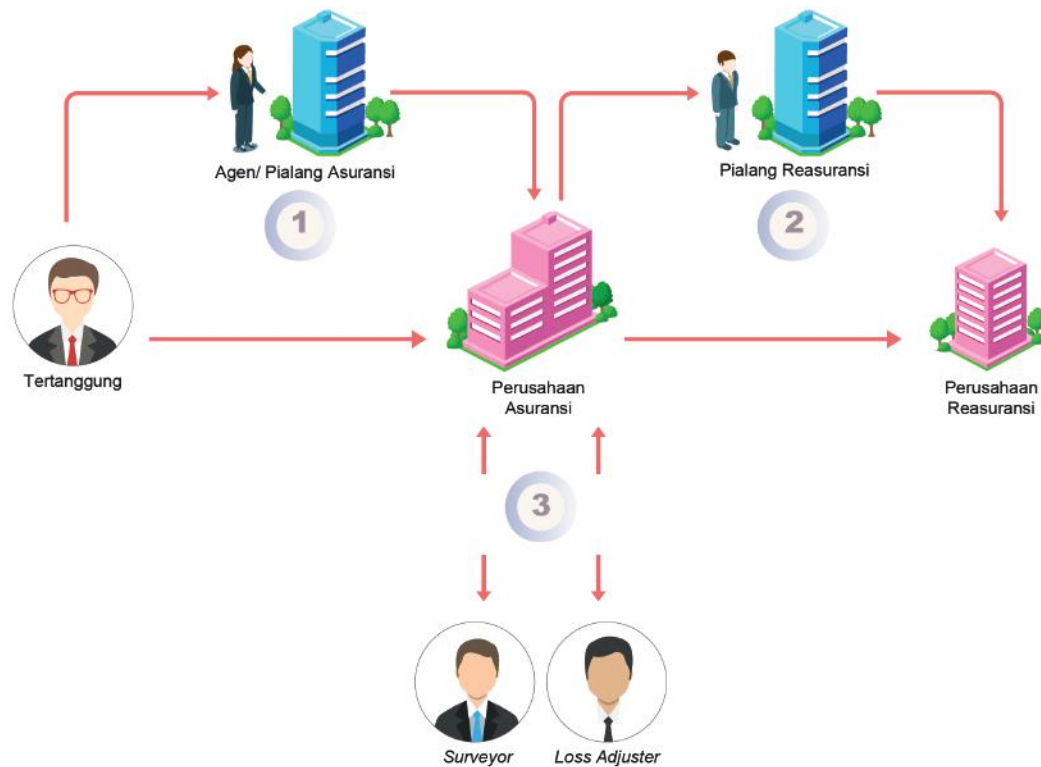 Agen/ Pialang Asuransi
Pialang Reasuransi
1
2
Tertanggung
Perusahaan
Asuransi
Perusahaan
Reasuransi
3
Surveyor
Loss Adjuster